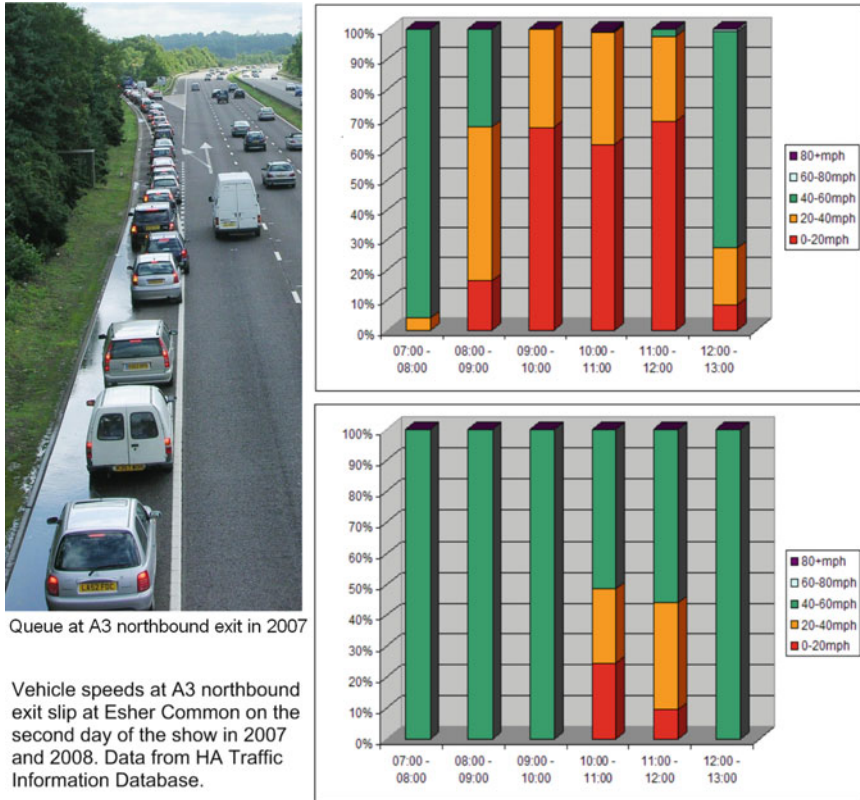 Queue at A3 northbound exit in 2007
Vehicle speeds at A3 northbound
exit slip at Esher Common on the
second day of the show in 2007
and 2008. Data from HA Traffic
Information Database.
100%
90%
80%
70%
60%
50%
40%
30%
20%
10%
0%
07:00 - 08:00 08:00 - 09:00 09:00 - 10:00 10:00 - 11:00 11:00 - 12:00 12:00 - 13:00
80+mph
60-80mph
40-60mph
20-40mph
0-20mph
100%
90%
80%
70%
60%
50%
40%
30%
20%
10%
0%
07:00 - 08:00 08:00 - 09:00 09:00 - 10:00 10:00 - 11:00 11:00 - 12:00 12:00 - 13:00
80+mph
60-80mph
40-60mph
20-40mph
0-20mph